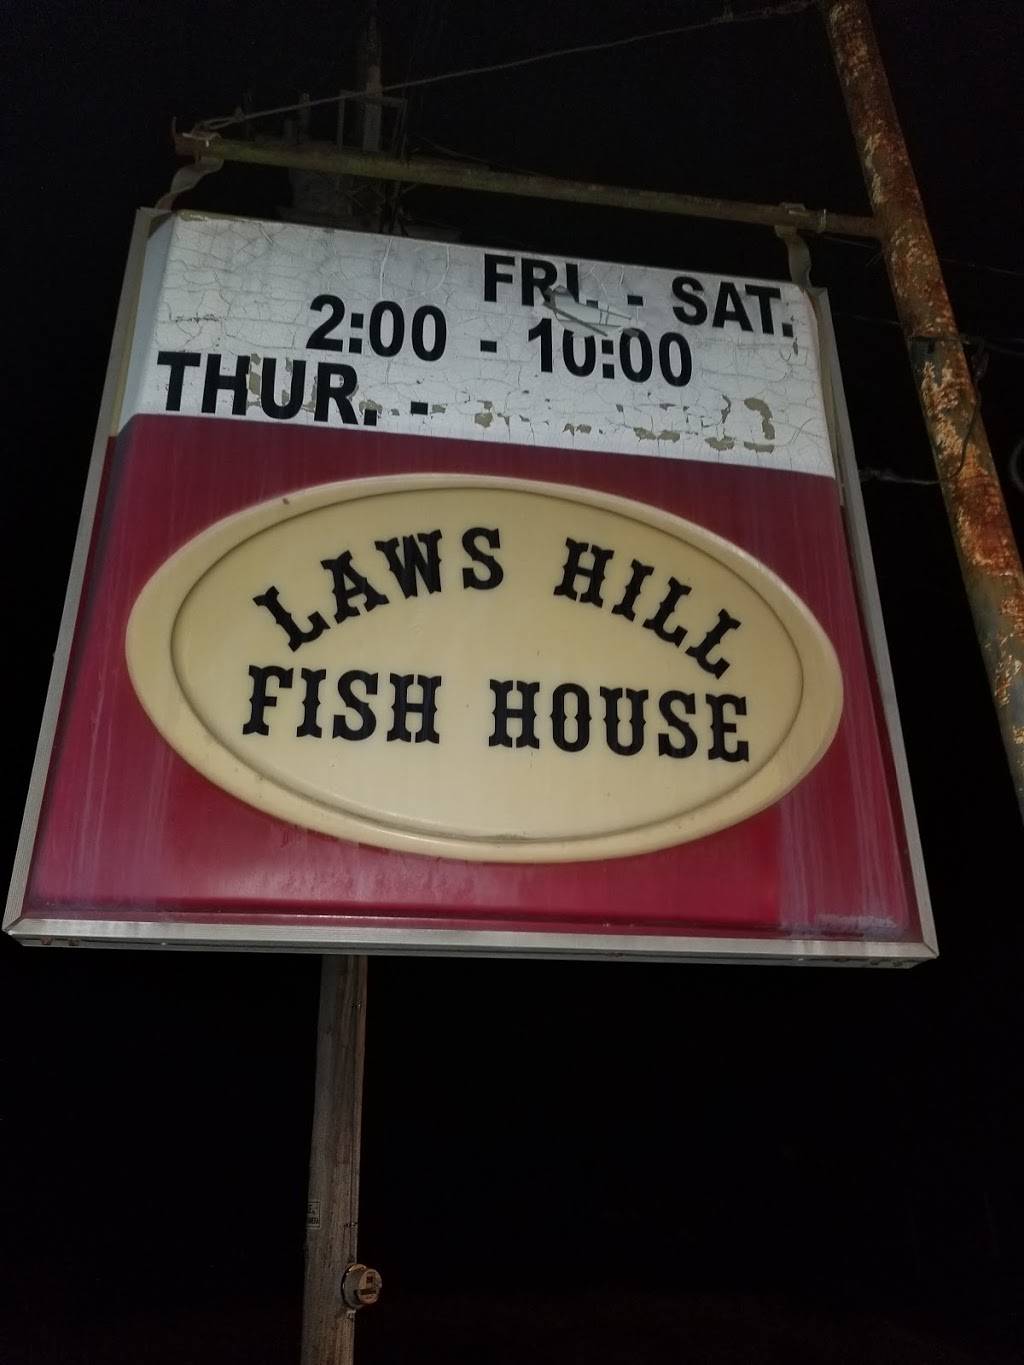 FRI. - SAT.
2:00 - 10:00
THUR. -
LAWS HILL
FISH HOUSE